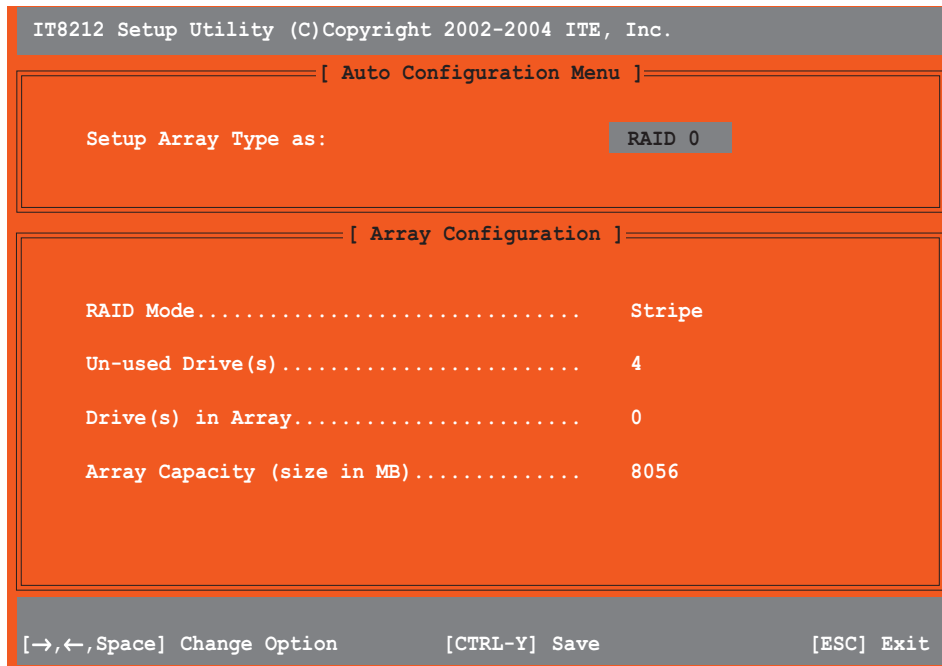 IT8212 Setup Utility (C)Copyright 2002-2004 ITE, Inc.
[ Auto Configuration Menu ]
Setup Array Type as: RAID 0
[ Array Configuration ]
RAID Mode................................ Stripe
Un-used Drive(s)......................... 4
Drive(s) in Array........................ 0
Array Capacity (size in MB).............. 8056
[→,←,Space] Change Option [CTRL-Y] Save [ESC] Exit